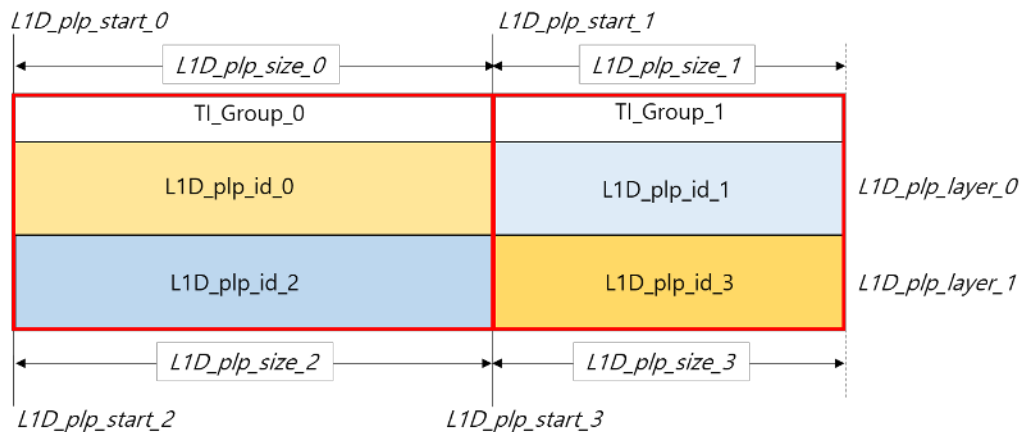 L1D_plp_start_0
L1D_plp_start_1
L1D_plp_size_0
L1D_plp_size_1
TI_Group_0
TI_Group_1
L1D_plp_id_0
L1D_plp_id_1
L1D_plp_layer_0
L1D_plp_id_2
L1D_plp_id_3
L1D_plp_layer_1
L1D_plp_size_2
L1D_plp_size_3
L1D_plp_start_2
L1D_plp_start_3